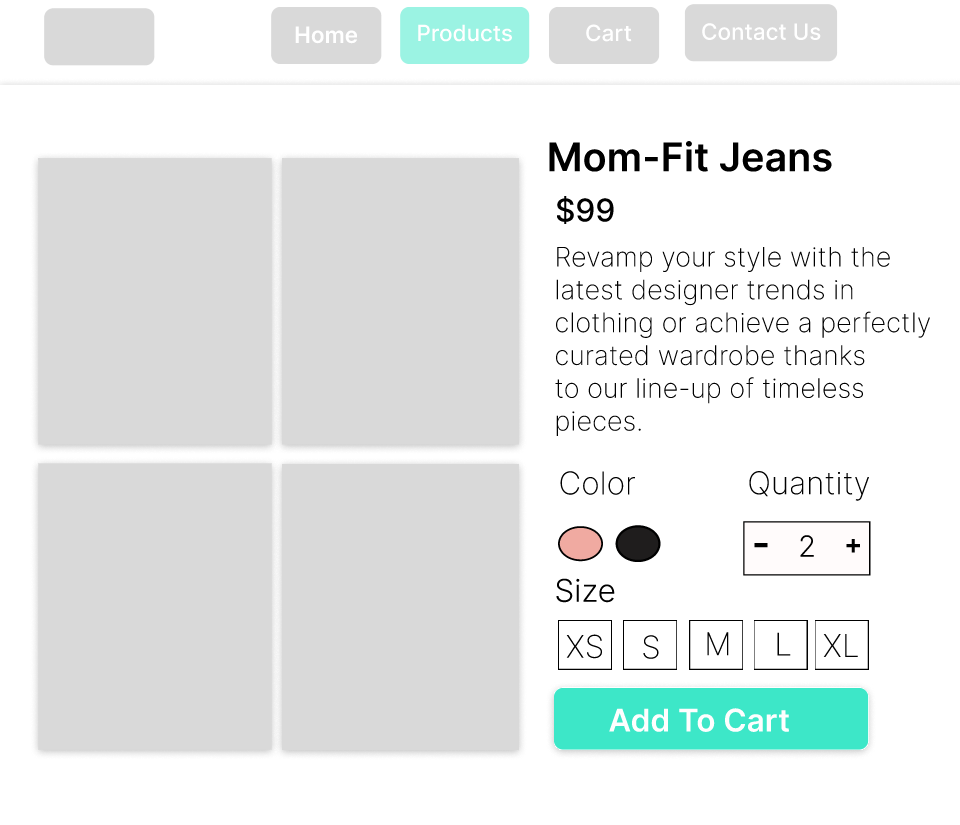 Home
Products
Cart
Contact Us
Mom-Fit Jeans
$99
Revamp your style with the
latest designer trends in
clothing or achieve a perfectly
curated wardrobe thanks
to our line-up of timeless
pieces.
Color
Quantity
- 2 +
Size
XS
S
M
L
XL
Add To Cart